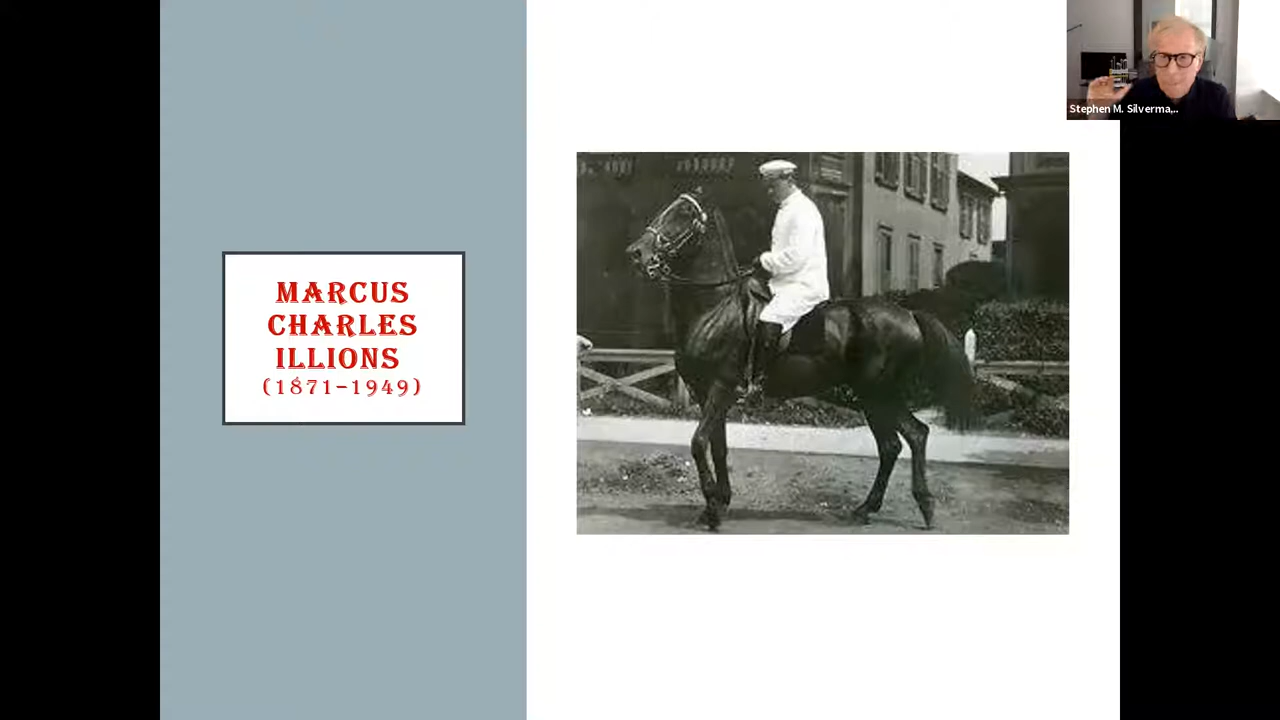 MARCUS
CHARLES
ILLIONS
(1871–1949)
Stephen M. Silverma...